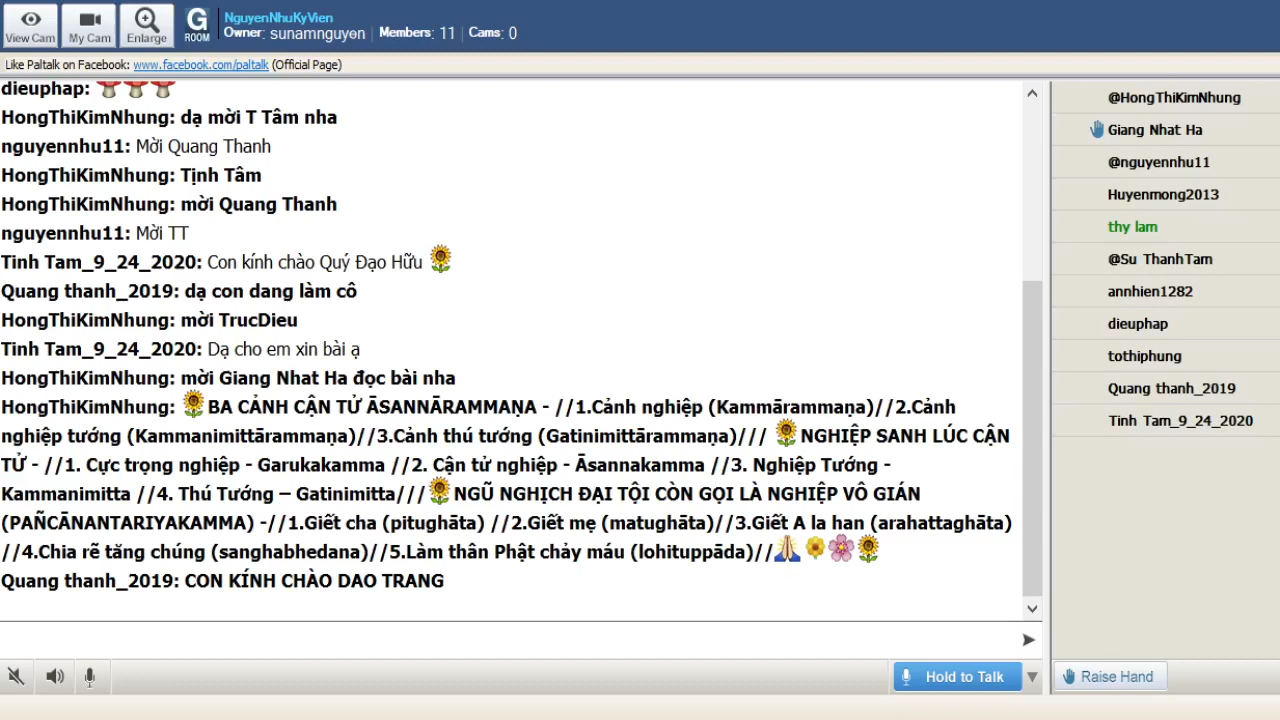 View Cam
My Cam
Enlarge
G
ROOM
NguyenNhuKyVien
Owner: sunamnguyen | Members: 11 | Cams: 0
Like Paltalk on Facebook: www.facebook.com/paltalk (Official Page)
dieuphap:
HongThiKimNhung: dạ mời T Tâm nha
nguyennhu11: Mời Quang Thanh
HongThiKimNhung: Tịnh Tâm
HongThiKimNhung: mời Quang Thanh
nguyennhu11: Mời TT
Tinh Tam_9_24_2020: Con kính chào Quý Đạo Hữu
Quang thanh_2019: dạ con dang làm cô
HongThiKimNhung: mời TrucDieu
Tinh Tam_9_24_2020: Dạ cho em xin bài ạ
HongThiKimNhung: mời Giang Nhat Ha đọc bài nha
HongThiKimNhung: BA CẢNH CẬN TỬ ĀSANNĀRAMMAṆA - //1.Cảnh nghiệp (Kammārammaṇa)//2.Cảnh
nghiệp tướng (Kammanimittārammaṇa)//3.Cảnh thú tướng (Gatinimittārammaṇa)/// NGHIỆP SANH LÚC CẬN
TỬ - //1. Cực trọng nghiệp - Garukakamma //2. Cận tử nghiệp - Āsannakamma //3. Nghiệp Tướng -
Kammanimitta //4. Thú Tướng – Gatinimitta/// NGŨ NGHỊCH ĐẠI TỘI CÒN GỌI LÀ NGHIỆP VÔ GIÁN
(PAÑCĀNANTARIYAKAMMA) -//1.Giết cha (pitughāta) //2.Giết mẹ (matughāta)//3.Giết A la han (arahattaghāta)
//4.Chia rẽ tăng chúng (sanghabhedana)//5.Làm thân Phật chảy máu (lohituppāda)//
Quang thanh_2019: CON KÍNH CHÀO DAO TRANG
@HongThiKimNhung
Giang Nhat Ha
@nguyennhu11
Huyenmong2013
thy lam
@Su ThanhTam
annhien1282
dieuphap
tothiphung
Quang thanh_2019
Tinh Tam_9_24_2020
Hold to Talk
Raise Hand